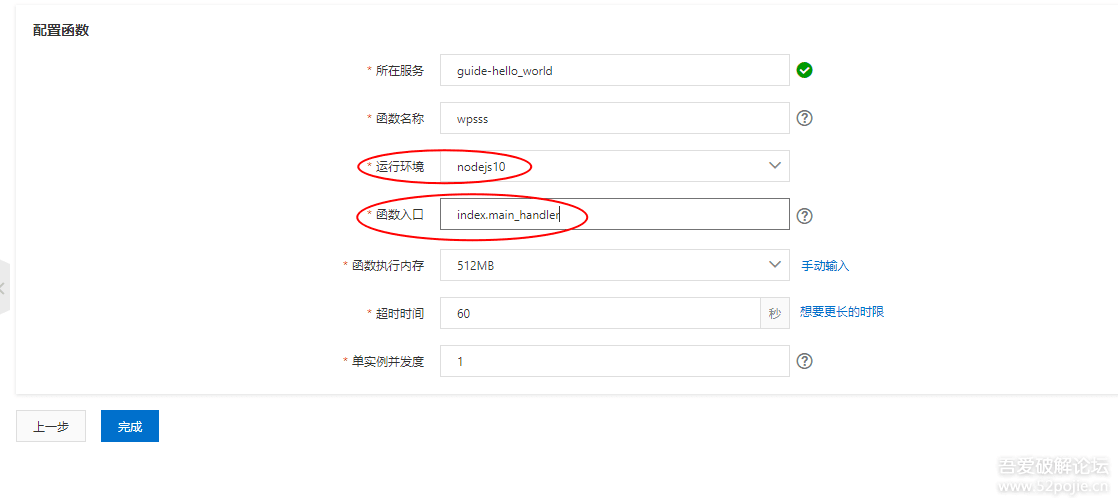 配置函数
* 所在服务 guide-hello_world
* 函数名称 wpsss
* 运行环境 nodejs10
* 函数入口 index.main_handler
* 函数执行内存 512MB 手动输入
* 超时时间 60 秒 想要更长的时限
* 单实例并发度 1
上一步 完成
吾爱破解论坛
www.52pojie.cn